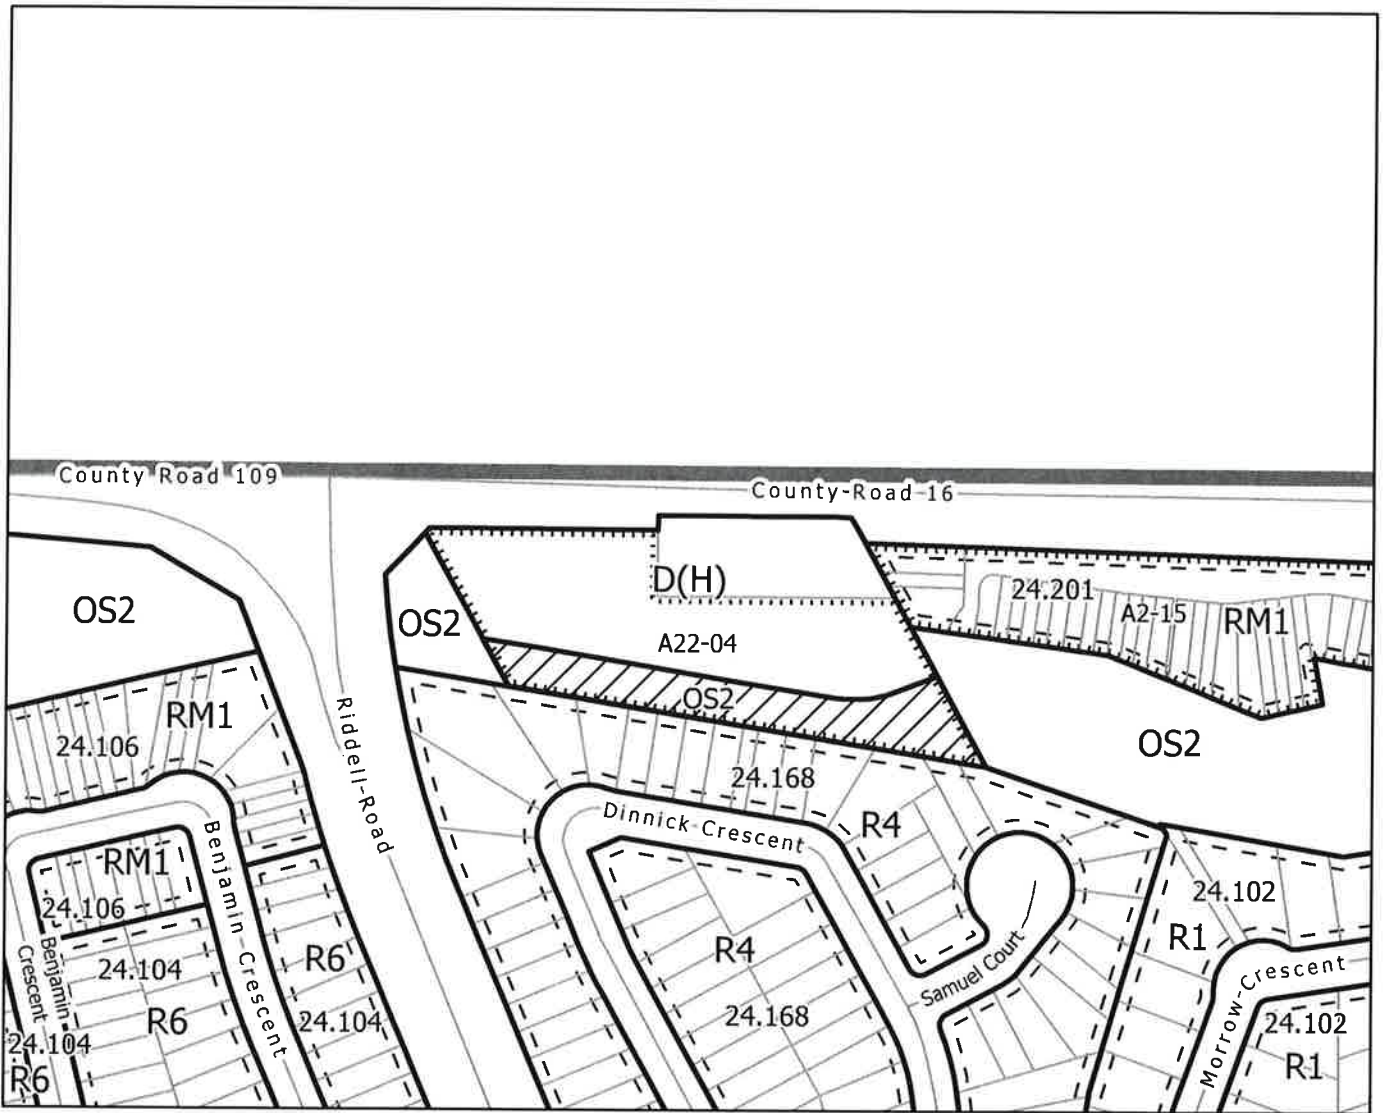 County Road 109
County-Road-16
D(H)
24.201
A2-15
RM1
OS2
OS2
A22-04
OS2
RM1
24.106
OS2
Riddell-Road
24.168
Dinnick-Crescent
R4
RM1
24.106
Benjamin-Crescent
24.102
R1
R4
R6
24.104
Benjamin
Crescent
Samuel Court
Morrow-Crescent
24.168
R6
24.104
24.102
24.104
R6
R1